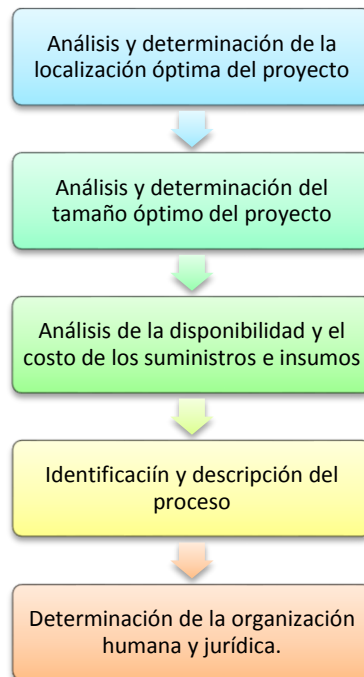 Análisis y determinación de la
localización óptima del proyecto
Análisis y determinación del
tamaño óptimo del proyecto
Análisis de la disponibilidad y el
costo de los suministros e insumos
Identificaciín y descripción del
proceso
Determinación de la organización
humana y jurídica.